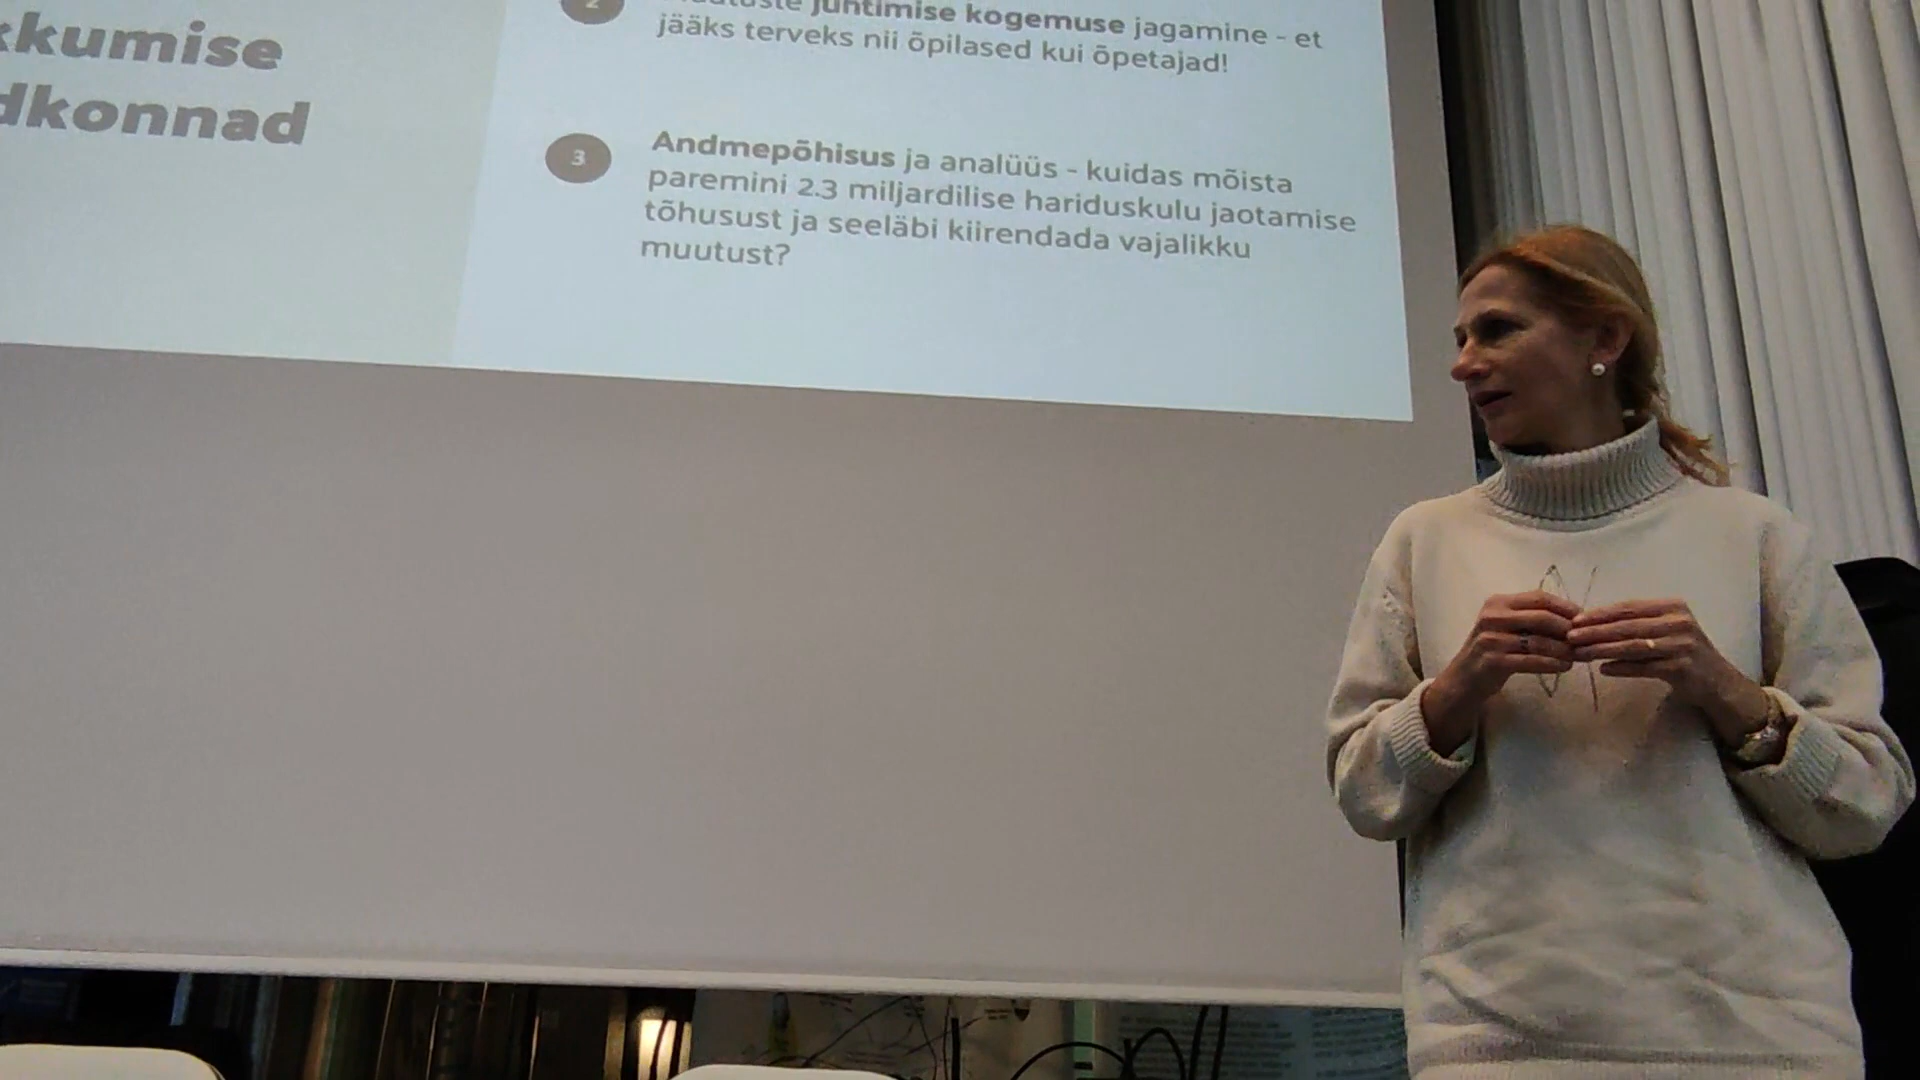 kkumise
dkonnad
2
juhtimise kogemuse jagamine - et
jääks terveks nii õpilased kui õpetajad!
3
Andmepõhisus ja analüüs - kuidas mõista
paremini 2.3 miljardilise hariduskulu jaotamise
tõhusust ja seeläbi kiirendada vajalikku
muutust?